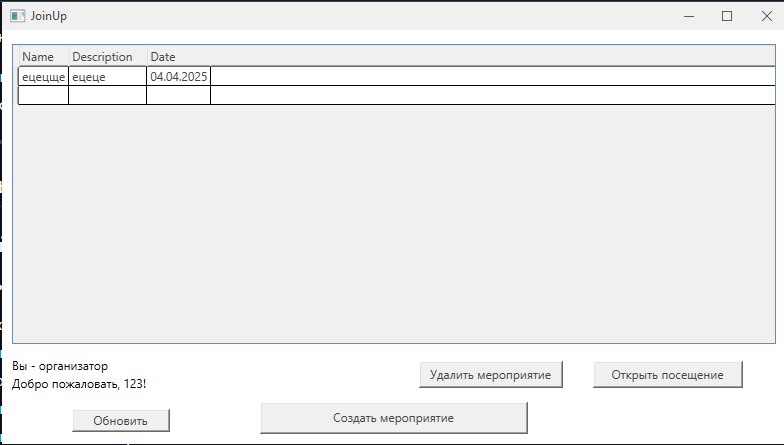 JoinUp
Name Description Date
ецецще ецеце 04.04.2025
Вы - организатор
Добро пожаловать, 123!
Удалить мероприятие
Открыть посещение
Обновить
Создать мероприятие